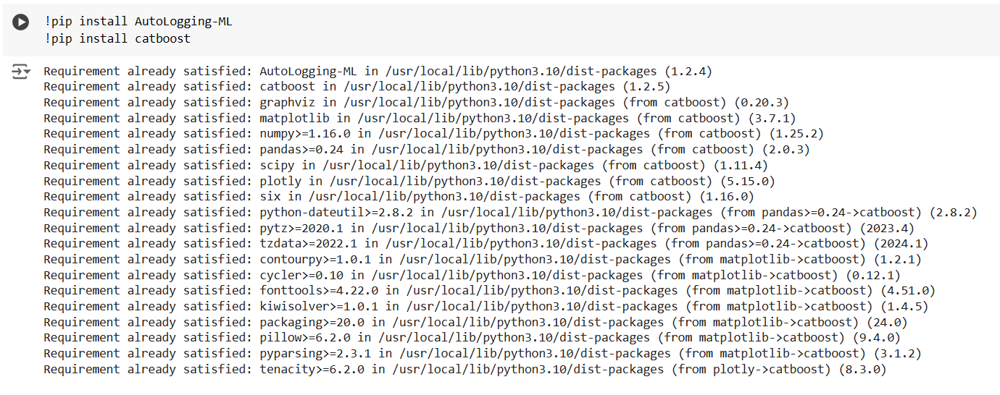 !pip install AutoLogging-ML
!pip install catboost
Requirement already satisfied: AutoLogging-ML in /usr/local/lib/python3.10/dist-packages (1.2.4)
Requirement already satisfied: catboost in /usr/local/lib/python3.10/dist-packages (1.2.5)
Requirement already satisfied: graphviz in /usr/local/lib/python3.10/dist-packages (from catboost) (0.20.3)
Requirement already satisfied: matplotlib in /usr/local/lib/python3.10/dist-packages (from catboost) (3.7.1)
Requirement already satisfied: numpy>=1.16.0 in /usr/local/lib/python3.10/dist-packages (from catboost) (1.25.2)
Requirement already satisfied: pandas>=0.24 in /usr/local/lib/python3.10/dist-packages (from catboost) (2.0.3)
Requirement already satisfied: scipy in /usr/local/lib/python3.10/dist-packages (from catboost) (1.11.4)
Requirement already satisfied: plotly in /usr/local/lib/python3.10/dist-packages (from catboost) (5.15.0)
Requirement already satisfied: six in /usr/local/lib/python3.10/dist-packages (from catboost) (1.16.0)
Requirement already satisfied: python-dateutil>=2.8.2 in /usr/local/lib/python3.10/dist-packages (from pandas>=0.24->catboost) (2.8.2)
Requirement already satisfied: pytz>=2020.1 in /usr/local/lib/python3.10/dist-packages (from pandas>=0.24->catboost) (2023.4)
Requirement already satisfied: tzdata>=2022.1 in /usr/local/lib/python3.10/dist-packages (from pandas>=0.24->catboost) (2024.1)
Requirement already satisfied: contourpy>=1.0.1 in /usr/local/lib/python3.10/dist-packages (from matplotlib->catboost) (1.2.1)
Requirement already satisfied: cycler>=0.10 in /usr/local/lib/python3.10/dist-packages (from matplotlib->catboost) (0.12.1)
Requirement already satisfied: fonttools>=4.22.0 in /usr/local/lib/python3.10/dist-packages (from matplotlib->catboost) (4.51.0)
Requirement already satisfied: kiwisolver>=1.0.1 in /usr/local/lib/python3.10/dist-packages (from matplotlib->catboost) (1.4.5)
Requirement already satisfied: packaging>=20.0 in /usr/local/lib/python3.10/dist-packages (from matplotlib->catboost) (24.0)
Requirement already satisfied: pillow>=6.2.0 in /usr/local/lib/python3.10/dist-packages (from matplotlib->catboost) (9.4.0)
Requirement already satisfied: pyparsing>=2.3.1 in /usr/local/lib/python3.10/dist-packages (from matplotlib->catboost) (3.1.2)
Requirement already satisfied: tenacity>=6.2.0 in /usr/local/lib/python3.10/dist-packages (from plotly->catboost) (8.3.0)